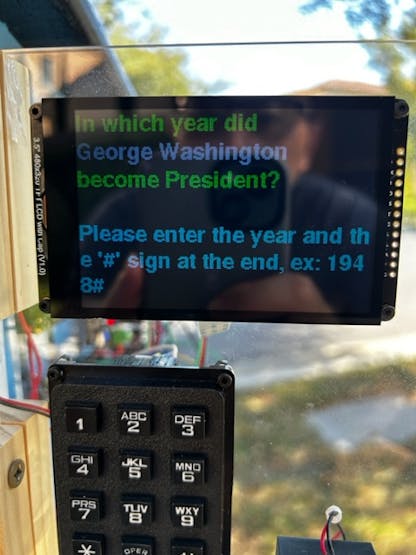 In which year did
George Washington
become President?
Please enter the year and th
e '#' sign at the end, ex: 194
8#
1
ABC
2
DEF
3
GHI
4
JKL
5
MNO
6
PRS
7
TUV
8
WXY
9
*
OPER